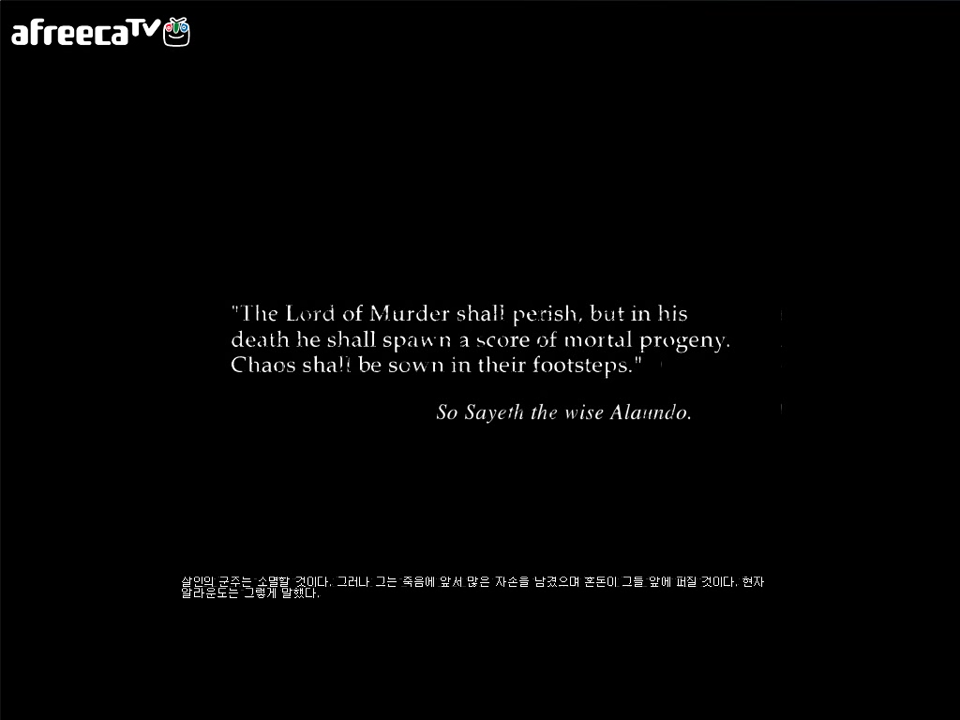 afreecaTV
"The Lord of Murder shall perish, but in his
death he shall spawn a score of mortal progeny.
Chaos shall be sown in their footsteps."
So Sayeth the wise Alaundo.
살인의 군주는 소멸할 것이다. 그러나 그는 죽음에 앞서 많은 자손을 남겼으며 혼돈이 그들 앞에 퍼질 것이다. 현자
알라운도는 그렇게 말했다.